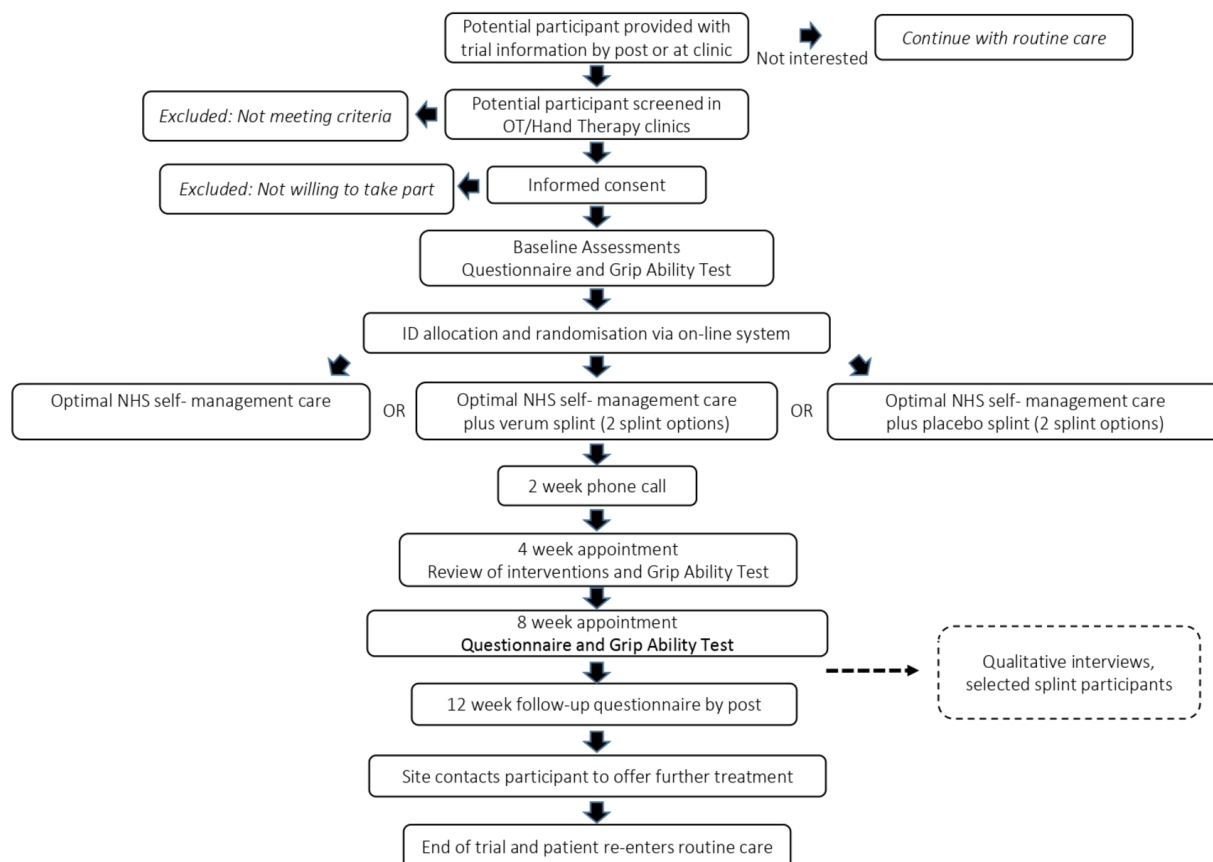 Potential participant provided with
trial information by post or at clinic
Not interested
Continue with routine care
Excluded: Not meeting criteria
Potential participant screened in
OT/Hand Therapy clinics
Excluded: Not willing to take part
Informed consent
Baseline Assessments
Questionnaire and Grip Ability Test
ID allocation and randomisation via on-line system
Optimal NHS self- management care
OR
Optimal NHS self- management care
plus verum splint (2 splint options)
OR
Optimal NHS self- management care
plus placebo splint (2 splint options)
2 week phone call
4 week appointment
Review of interventions and Grip Ability Test
8 week appointment
Questionnaire and Grip Ability Test
Qualitative interviews,
selected splint participants
12 week follow-up questionnaire by post
Site contacts participant to offer further treatment
End of trial and patient re-enters routine care